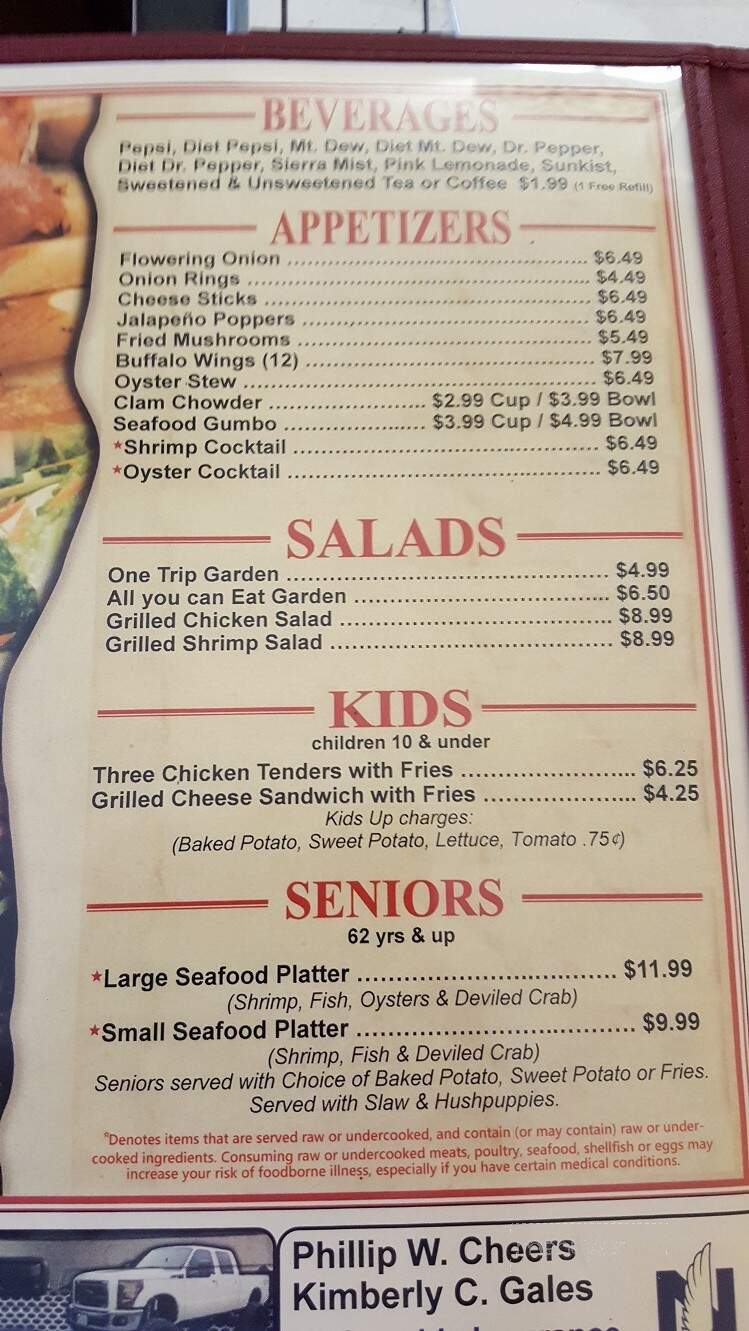 BEVERAGES
Pepsi, Diet Pepsi, Mt. Dew, Diet Mt. Dew, Dr. Pepper,
Diet Dr. Pepper, Sierra Mist, Pink Lemonade, Sunkist,
Sweetened & Unsweetened Tea or Coffee $1.99 (1 Free Refill)
APPETIZERS
Flowering Onion ............................................. $6.49
Onion Rings .................................................. $4.49
Cheese Sticks ............................................... $6.49
Jalapeño Poppers ......................................... $6.49
Fried Mushrooms .......................................... $5.49
Buffalo Wings (12) ......................................... $7.99
Oyster Stew .................................................. $6.49
Clam Chowder ...................... $2.99 Cup / $3.99 Bowl
Seafood Gumbo .................... $3.99 Cup / $4.99 Bowl
*Shrimp Cocktail ........................................... $6.49
*Oyster Cocktail ............................................ $6.49
SALADS
One Trip Garden ............................................ $4.99
All you can Eat Garden ................................... $6.50
Grilled Chicken Salad ..................................... $8.99
Grilled Shrimp Salad ...................................... $8.99
KIDS
children 10 & under
Three Chicken Tenders with Fries ....................... $6.25
Grilled Cheese Sandwich with Fries .................... $4.25
Kids Up charges:
(Baked Potato, Sweet Potato, Lettuce, Tomato .75¢)
SENIORS
62 yrs & up
*Large Seafood Platter ................................. $11.99
(Shrimp, Fish, Oysters & Deviled Crab)
*Small Seafood Platter .................................... $9.99
(Shrimp, Fish & Deviled Crab)
Seniors served with Choice of Baked Potato, Sweet Potato or Fries.
Served with Slaw & Hushpuppies.
*Denotes items that are served raw or undercooked, and contain (or may contain) raw or under-
cooked ingredients. Consuming raw or undercooked meats, poultry, seafood, shellfish or eggs may
increase your risk of foodborne illness, especially if you have certain medical conditions.
Phillip W. Cheers
Kimberly C. Gales